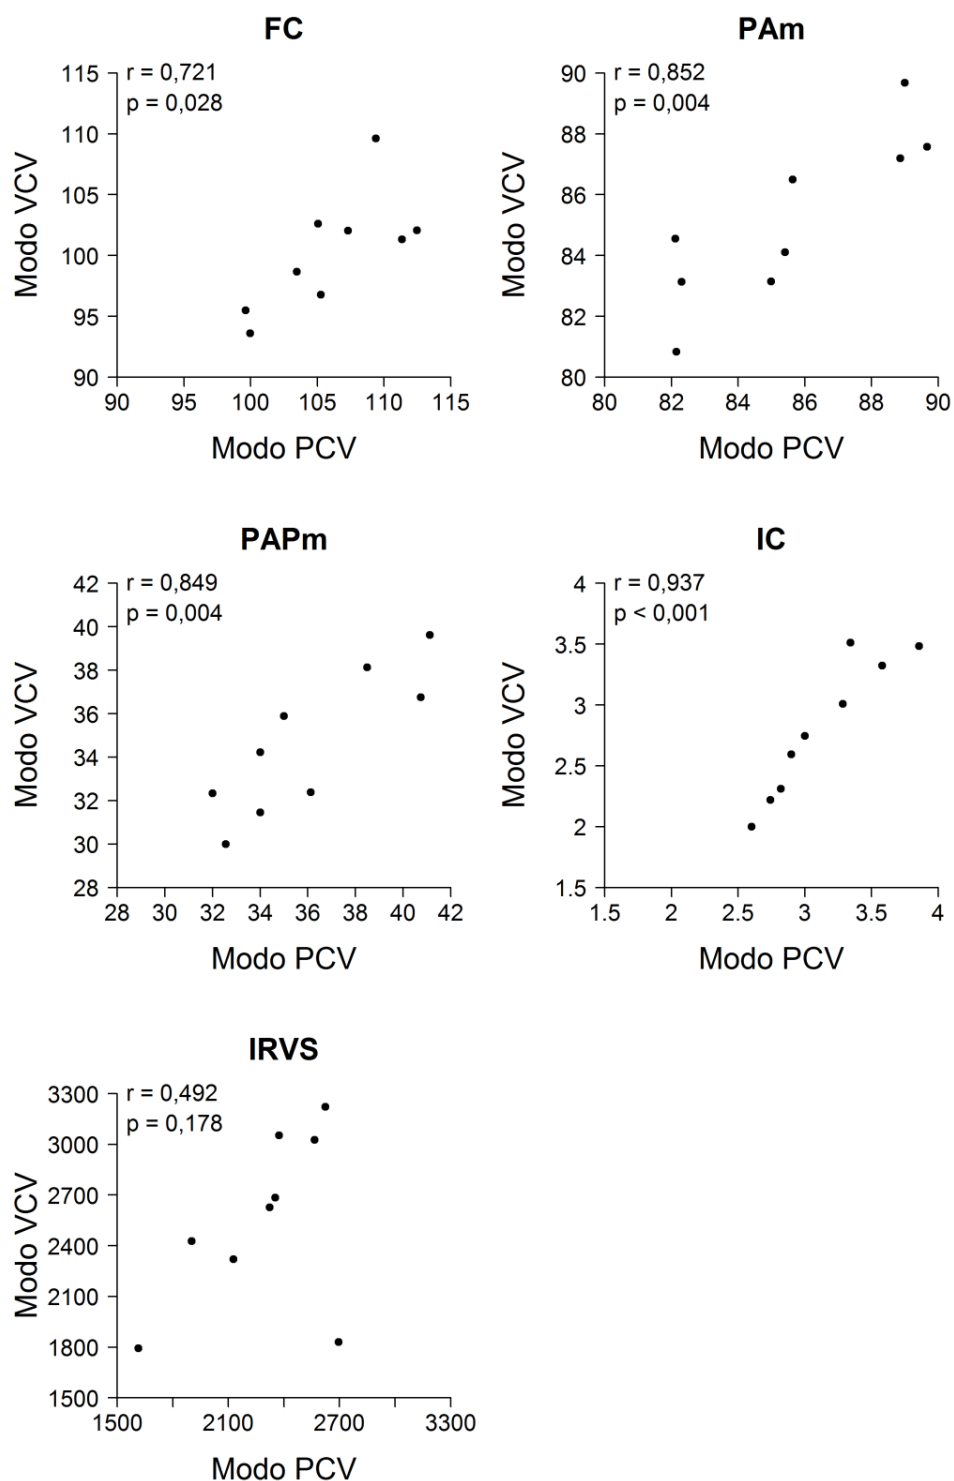 FC
r = 0,721
p = 0,028
115
110
105
100
95
90
Modo VCV
90 95 100 105 110 115
Modo PCV
PAm
r = 0,852
p = 0,004
90
88
86
84
82
80
Modo VCV
80 82 84 86 88 90
Modo PCV
PAPm
r = 0,849
p = 0,004
42
40
38
36
34
32
30
28
Modo VCV
28 30 32 34 36 38 40 42
Modo PCV
IC
r = 0,937
p < 0,001
4
3.5
3
2.5
2
1.5
Modo VCV
1.5 2 2.5 3 3.5 4
Modo PCV
IRVS
r = 0,492
p = 0,178
3300
3000
2700
2400
2100
1800
1500
Modo VCV
1500 2100 2700 3300
Modo PCV